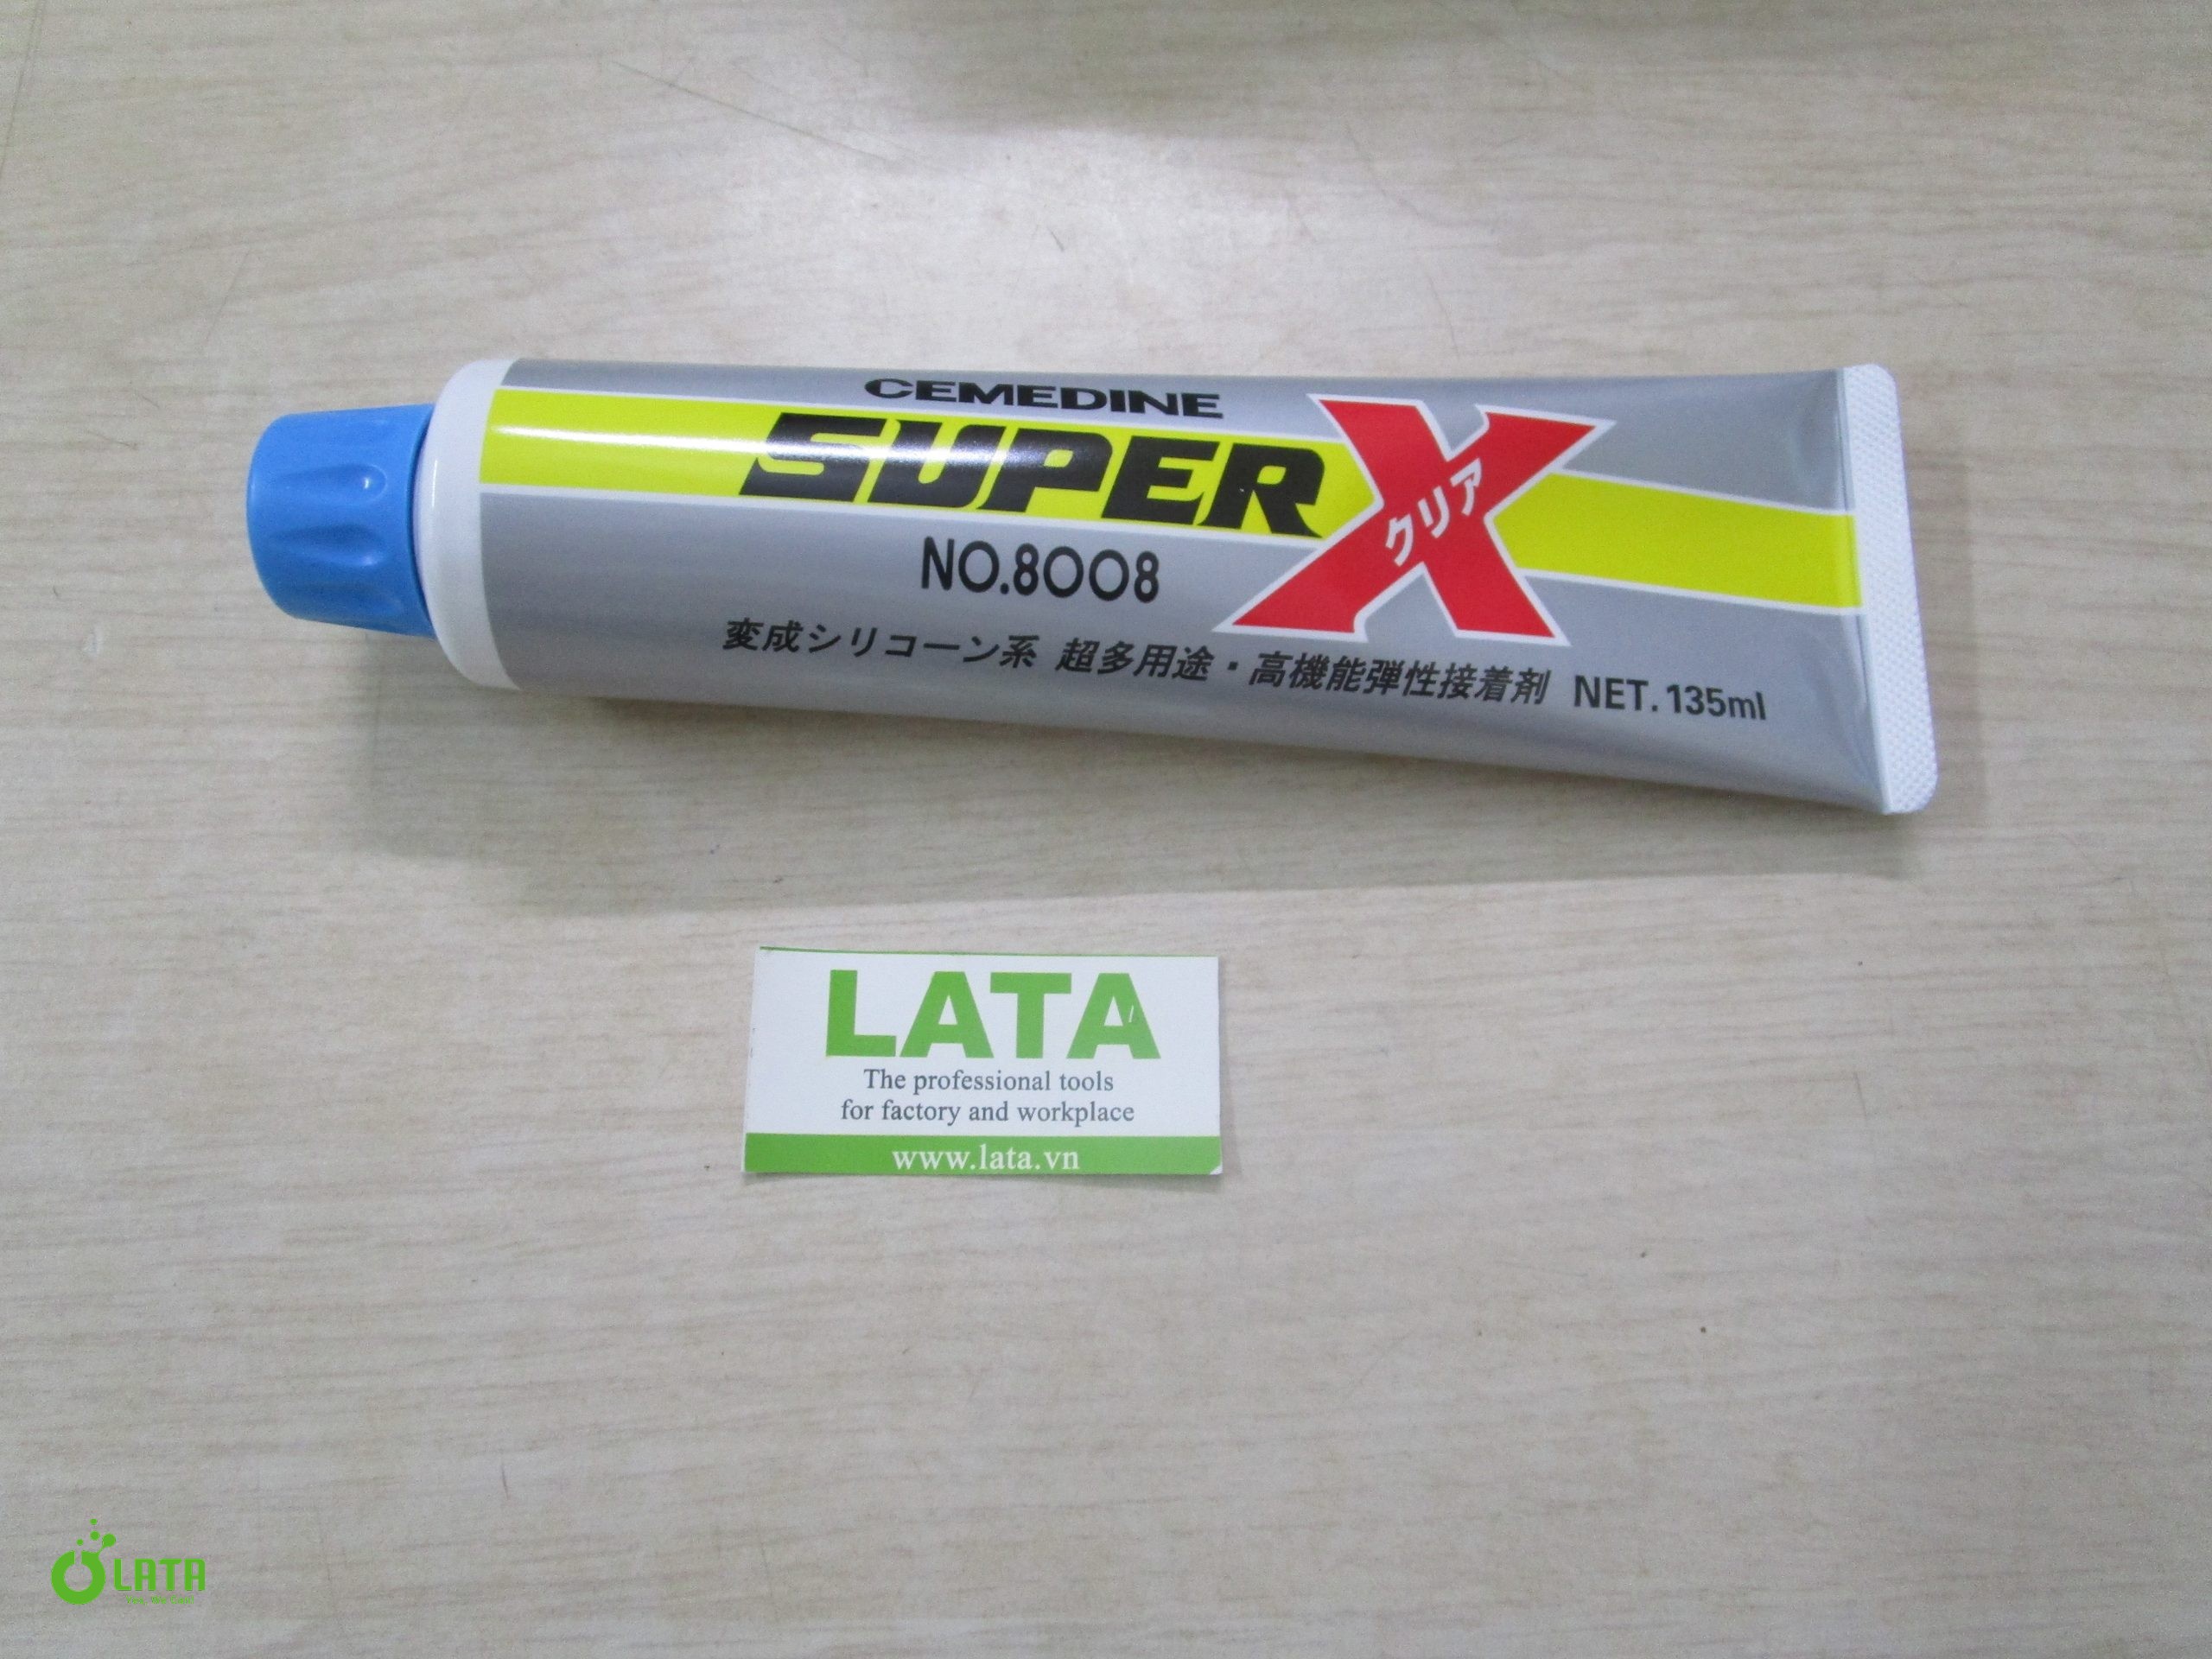 CEMEDINE
SUPER X
クリア
NO.8008
変成シリコーン系 超多用途・高機能弾性接着剤 NET.135ml
LATA
The professional tools
for factory and workplace
www.lata.vn
LATA